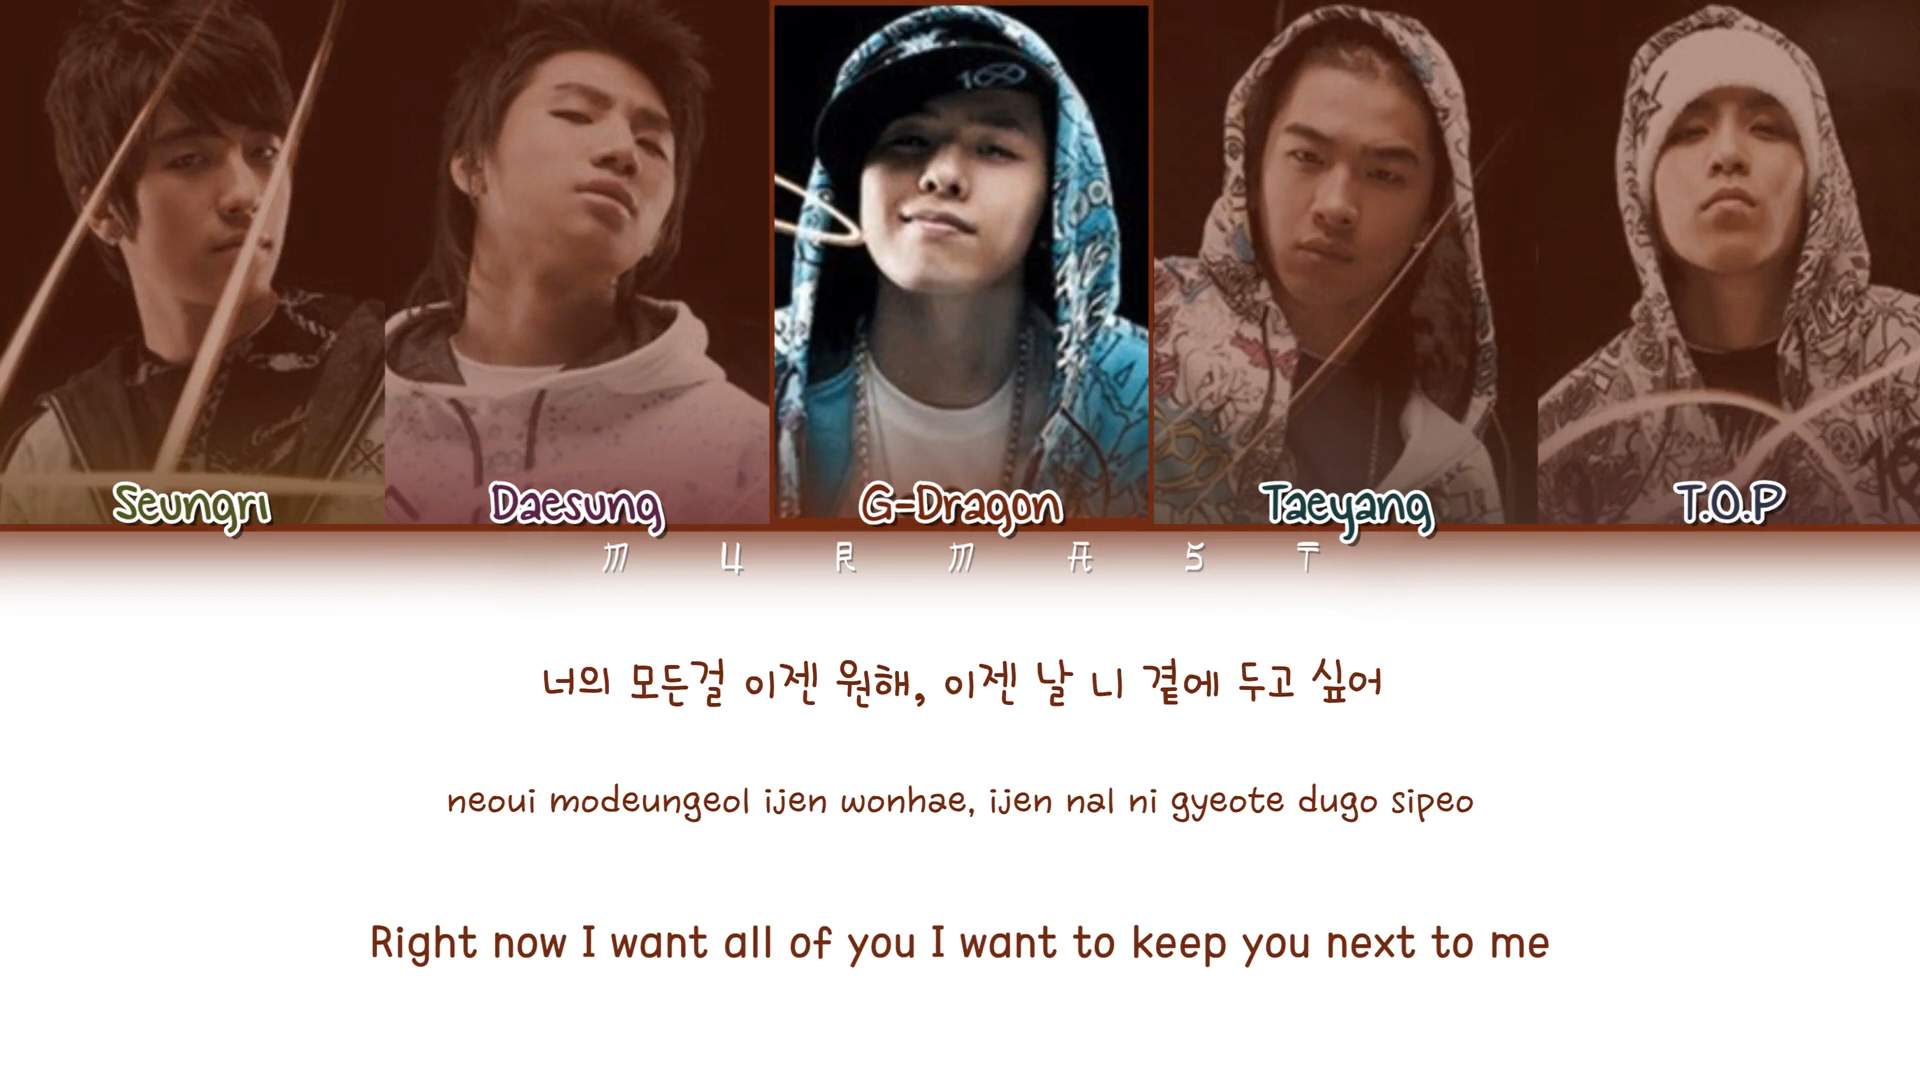 Seungri Daesung G-Dragon Taeyang T.O.P
MURMAST
너의 모든걸 이젠 원해, 이젠 날 니 곁에 두고 싶어
neoui modeungeol ijen wonhae, ijen nal ni gyeote dugo sipeo
Right now I want all of you I want to keep you next to me